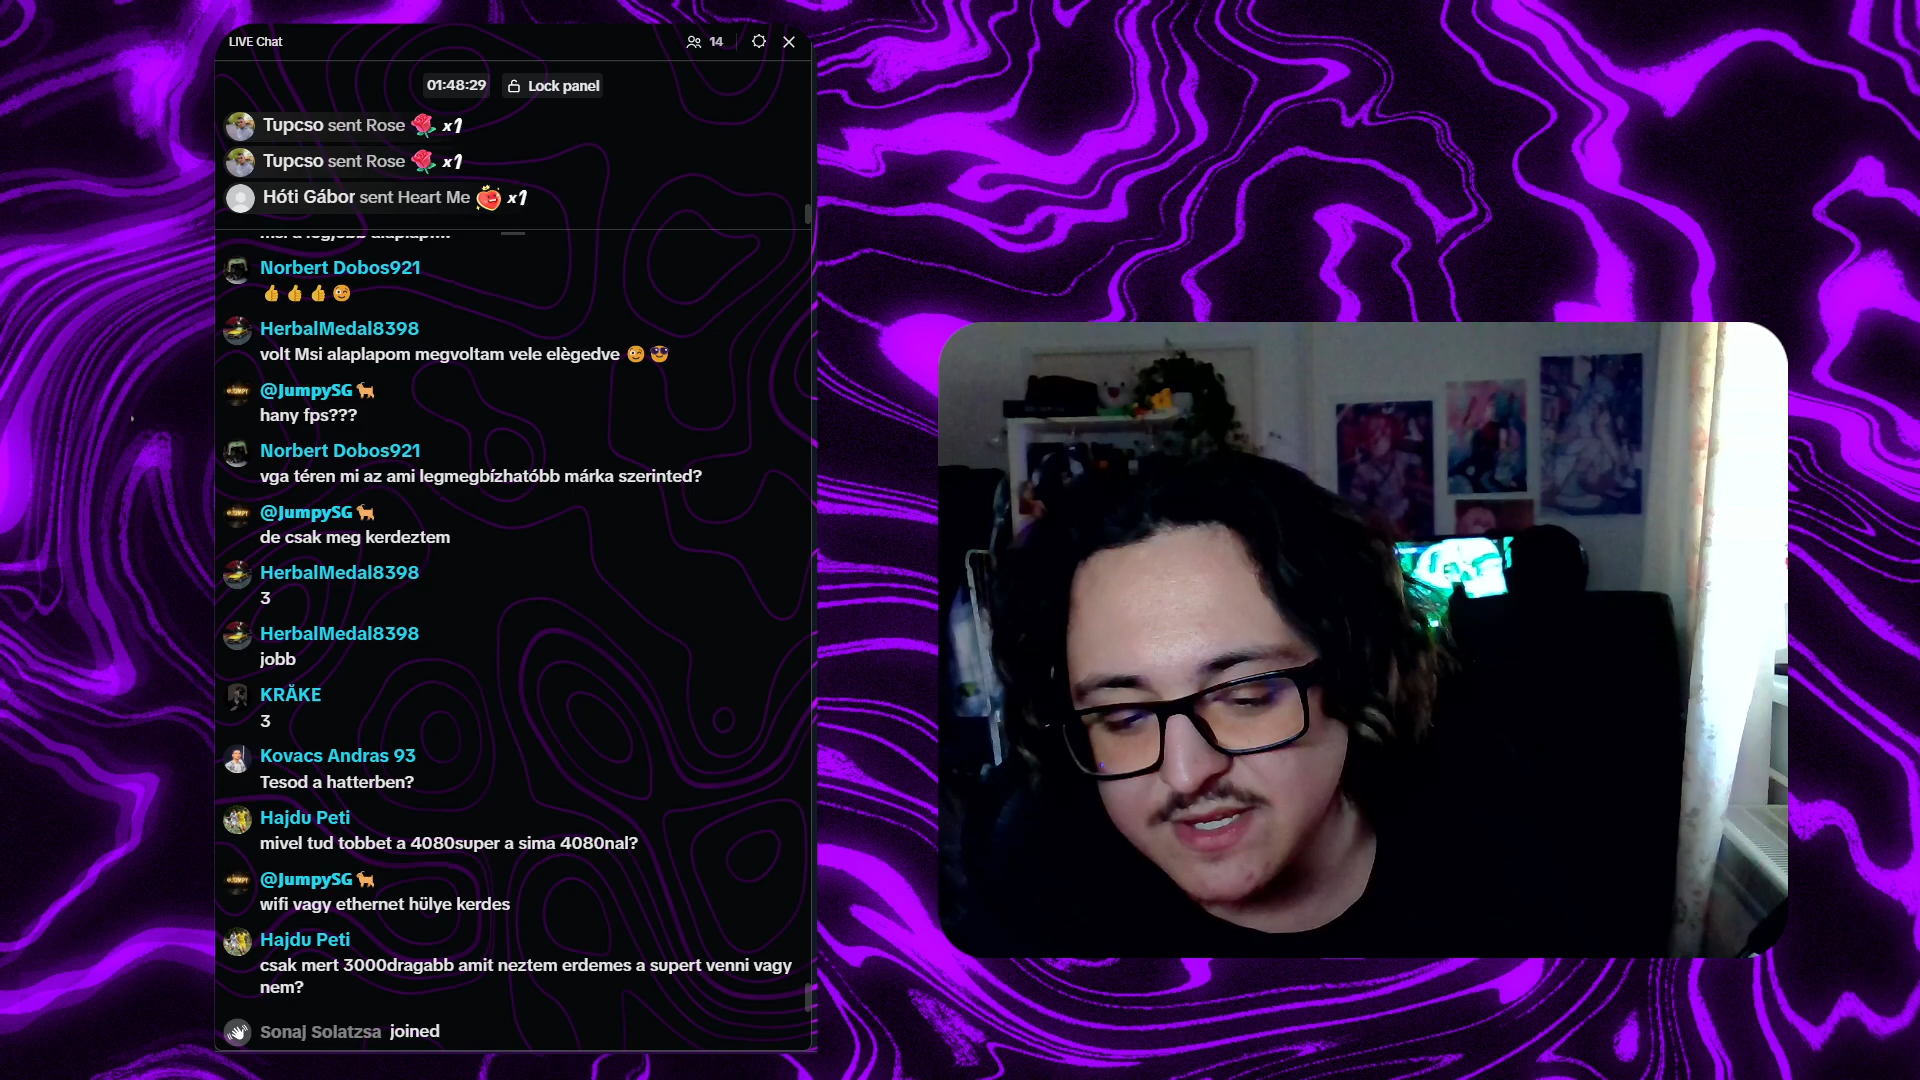 LIVE Chat
14
01:48:29
Lock panel
Tupcso sent Rose x1
Tupcso sent Rose x1
Hóti Gábor sent Heart Me x1
Norbert Dobos921
HerbalMedal8398
volt Msi alaplapom megvoltam vele elègedve
@JumpySG
hany fps???
Norbert Dobos921
vga téren mi az ami legmegbízhatóbb márka szerinted?
@JumpySG
de csak meg kerdeztem
HerbalMedal8398
3
HerbalMedal8398
jobb
KRĂKE
3
Kovacs Andras 93
Tesod a hatterben?
Hajdu Peti
mivel tud tobbet a 4080super a sima 4080nal?
@JumpySG
wifi vagy ethernet hülye kerdes
Hajdu Peti
csak mert 3000dragabb amit neztem erdemes a supert venni vagy
nem?
Sonaj Solatzsa joined